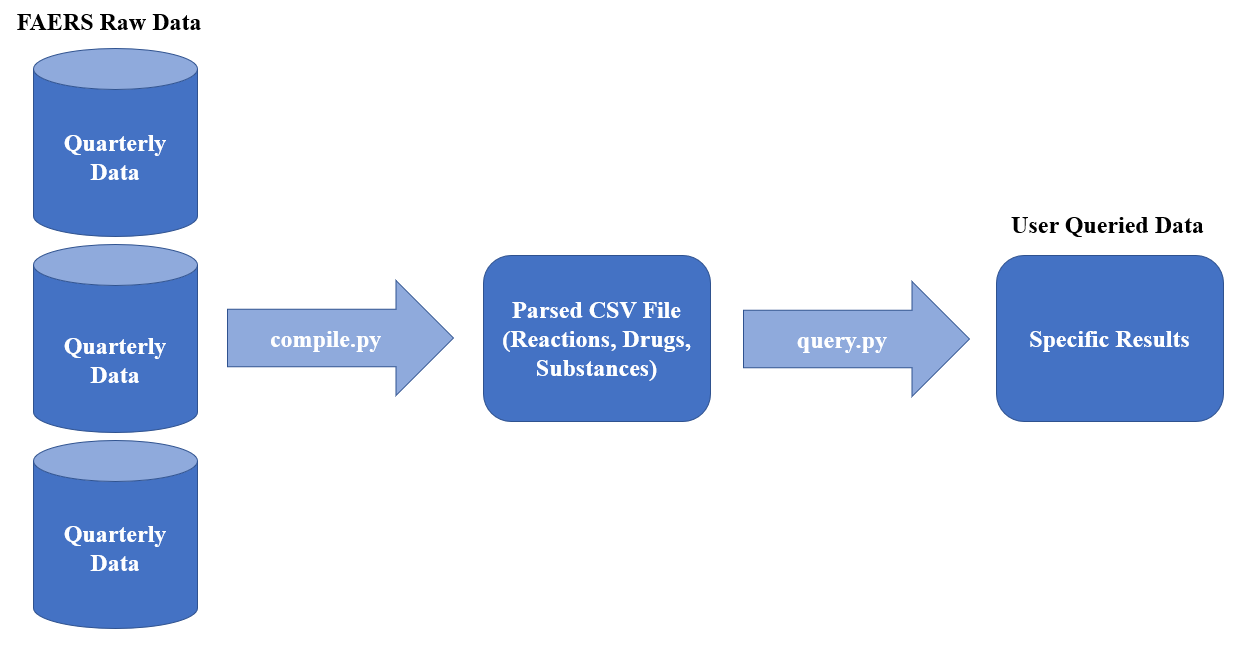 FAERS Raw Data
Quarterly
Data
Quarterly
Data
Quarterly
Data
compile.py
Parsed CSV File
(Reactions, Drugs,
Substances)
query.py
User Queried Data
Specific Results